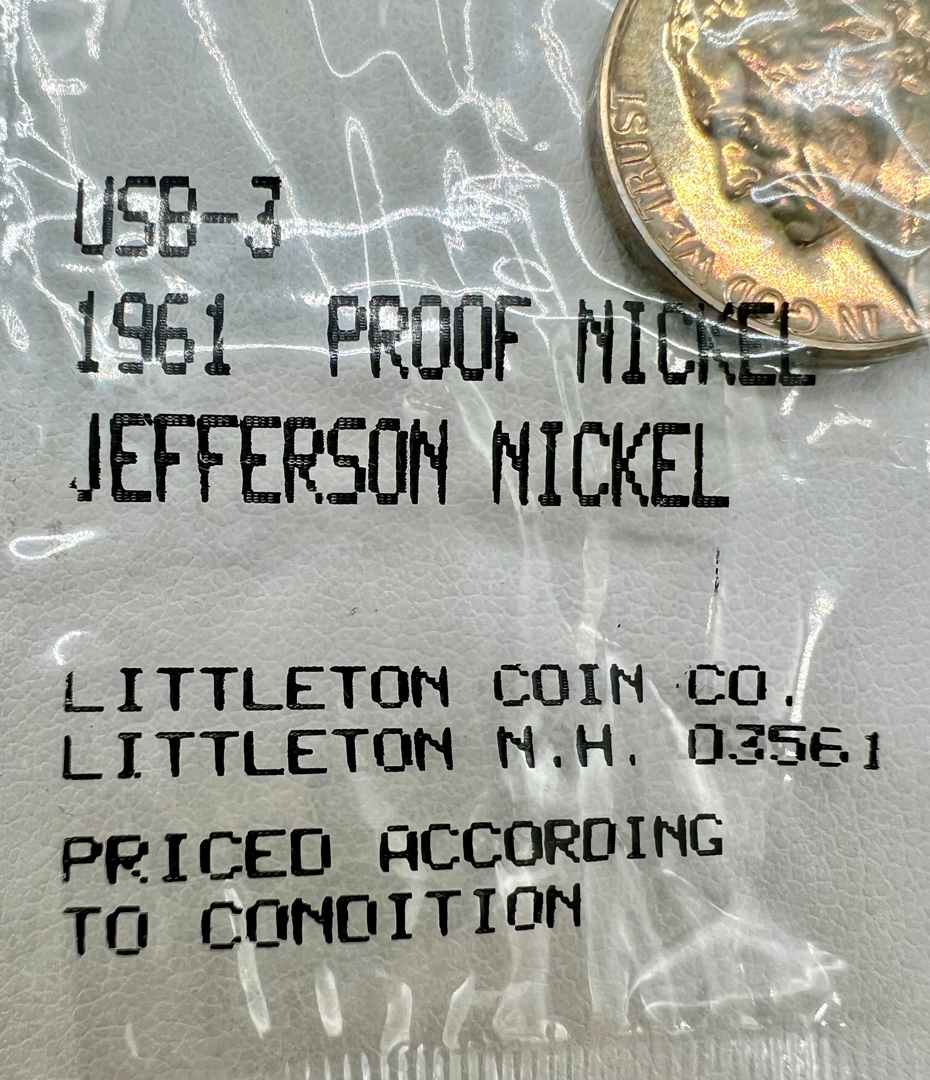 IN GOD WE TRUST
USB-3
1961 PROOF NICKEL
JEFFERSON NICKEL
LITTLETON COIN CO.
LITTLETON N.H. 03561
PRICED ACCORDING
TO CONDITION